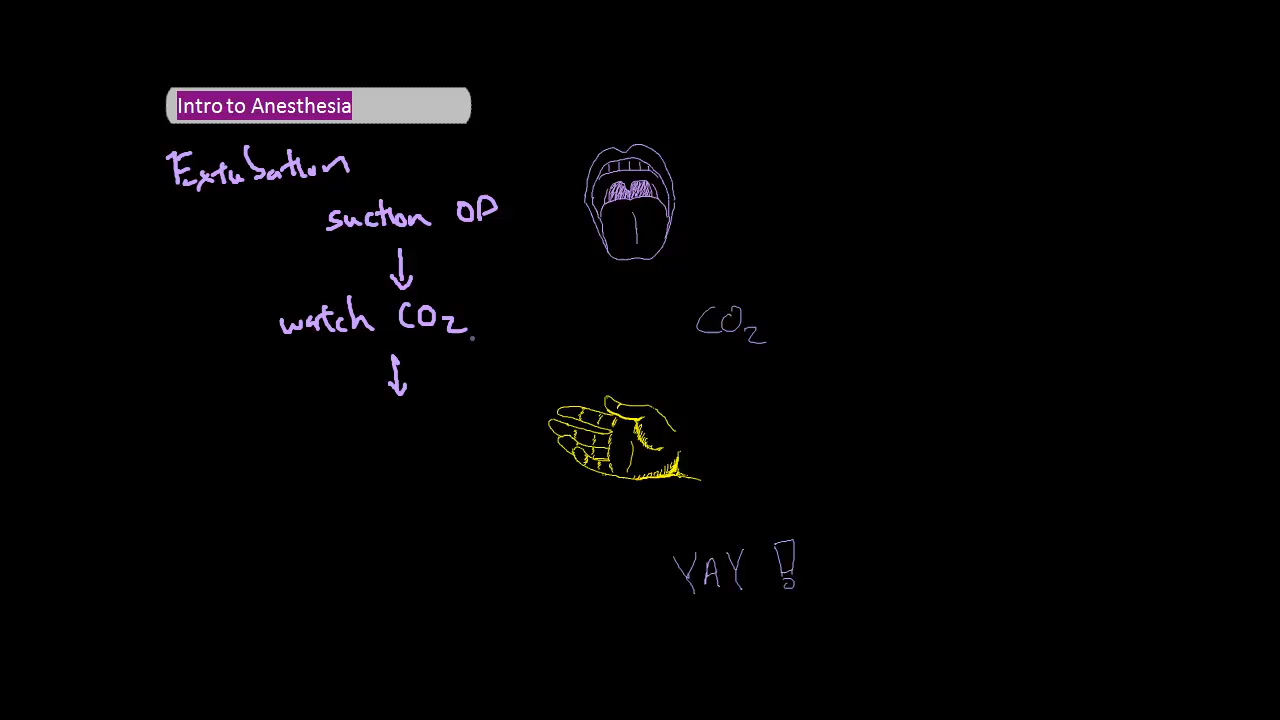 Intro to Anesthesia
Extubation
suction OP
watch CO2
CO2
YAY !